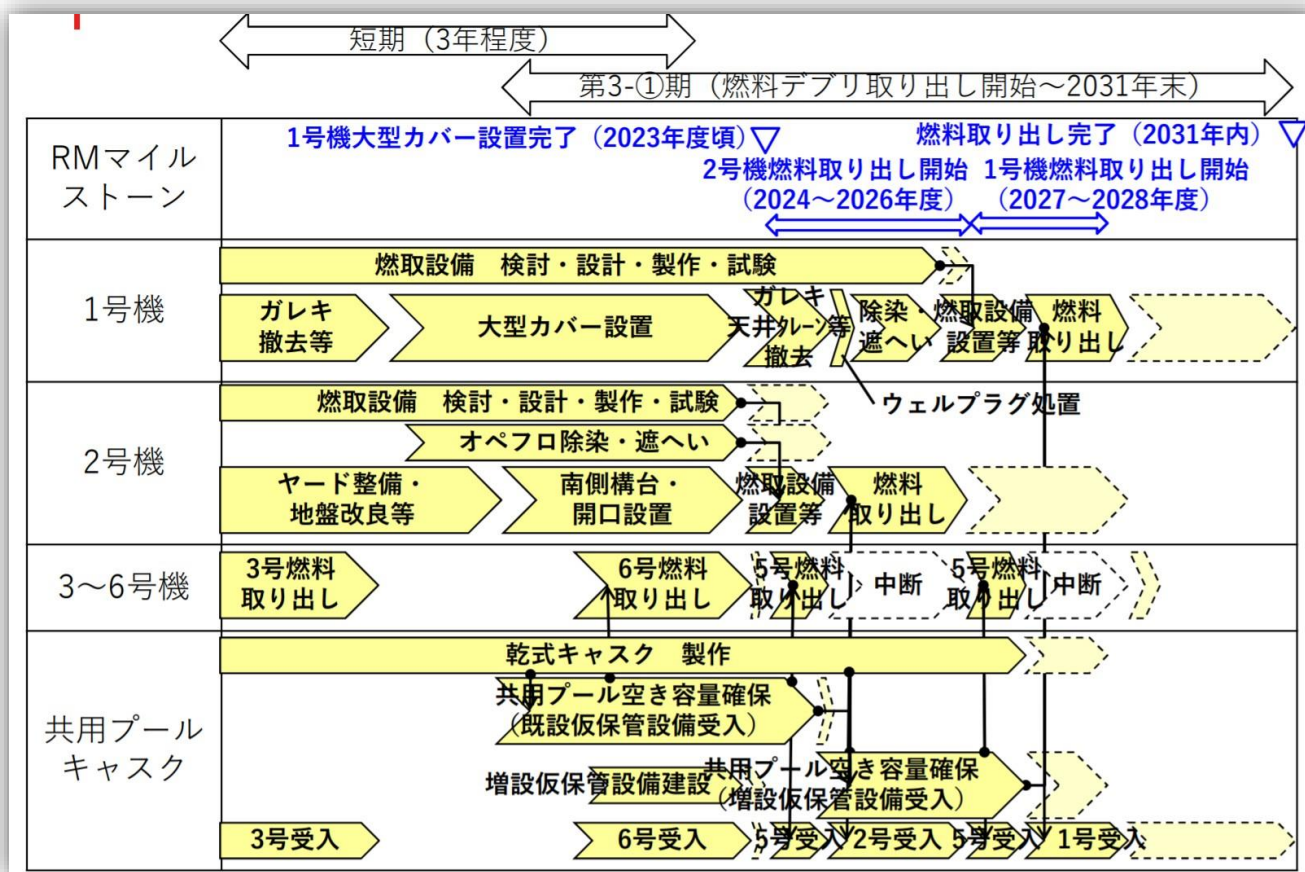 短期（3年程度）
第3-①期（燃料デブリ取り出し開始～2031年末）
RMマイル
ストーン
1号機大型カバー設置完了（2023年度頃）
燃料取り出し完了（2031年内）
2号機燃料取り出し開始
（2024～2026年度）
1号機燃料取り出し開始
（2027～2028年度）
1号機
燃取設備　検討・設計・製作・試験
ガレキ
撤去等
大型カバー設置
ガレキ
天井クレーン等
撤去
除染・
遮へい
燃取設備
設置等
燃料
取り出し
ウェルプラグ処置
2号機
燃取設備　検討・設計・製作・試験
オペフロ除染・遮へい
ヤード整備・
地盤改良等
南側構台・
開口設置
燃取設備
設置等
燃料
取り出し
3～6号機
3号燃料
取り出し
6号燃料
取り出し
5号燃料
取り出し
中断
5号燃料
取り出し
中断
共用プール
キャスク
乾式キャスク　製作
共用プール空き容量確保
（既設仮保管設備受入）
増設仮保管設備建設
共用プール空き容量確保
（増設仮保管設備受入）
3号受入
6号受入
5号受入
2号受入
5号受入
1号受入